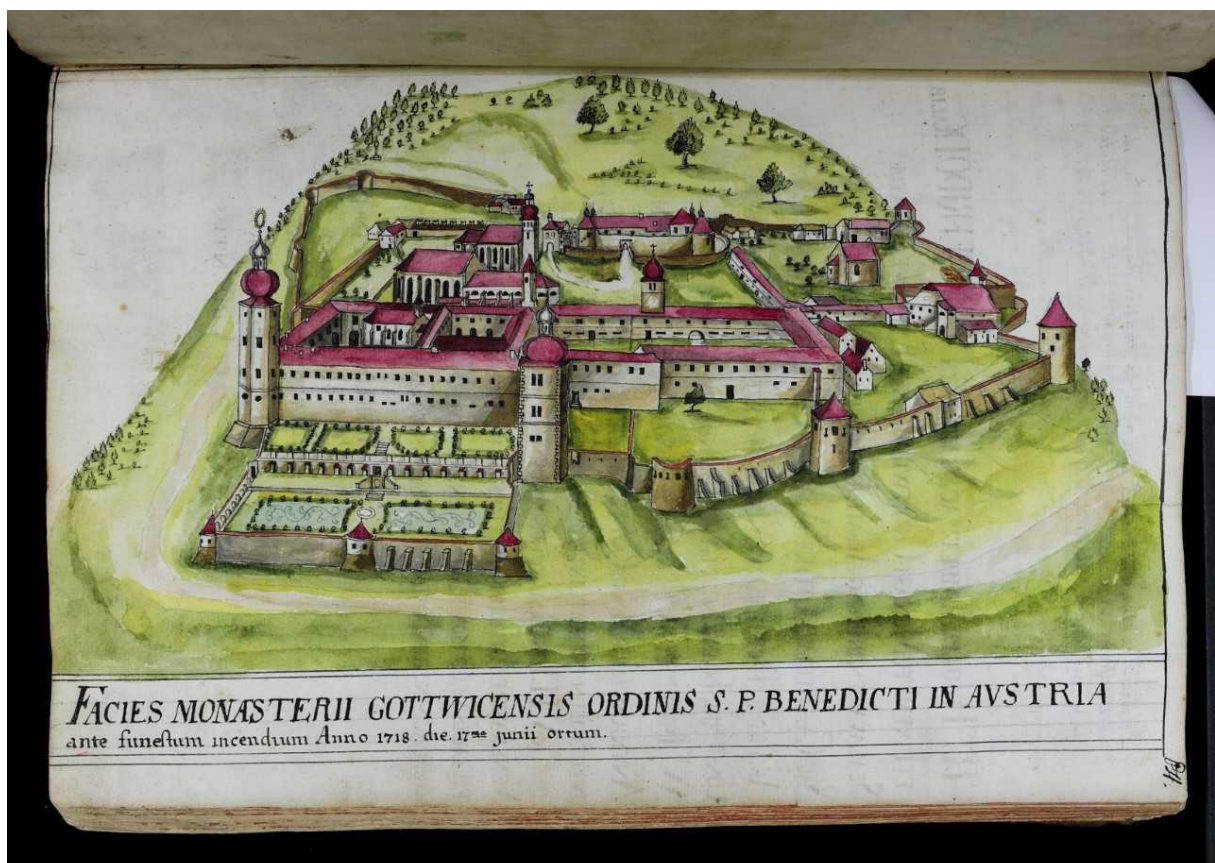 FACIES MONASTERII GOTTWICENSIS ORDINIS S. P. BENEDICTI IN AVSTRIA
ante funestum incendium Anno 1718. die. 17ma junii ortum.